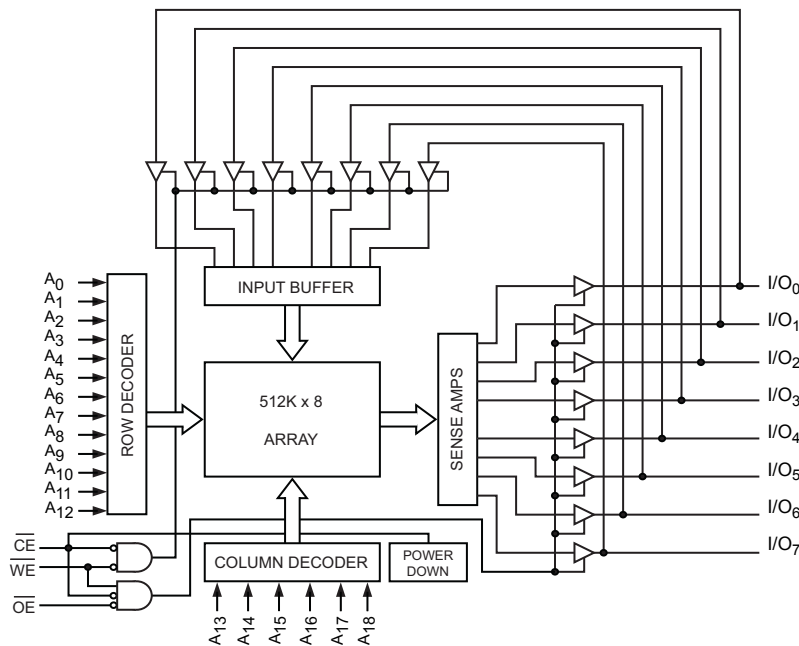 INPUT BUFFER
A0
A1
A2
A3
A4
A5
A6
A7
A8
A9
A10
A11
A12
ROW DECODER
512K x 8
ARRAY
SENSE AMPS
I/O0
I/O1
I/O2
I/O3
I/O4
I/O5
I/O6
I/O7
CE
WE
OE
COLUMN DECODER
POWER
DOWN
A13
A14
A15
A16
A17
A18